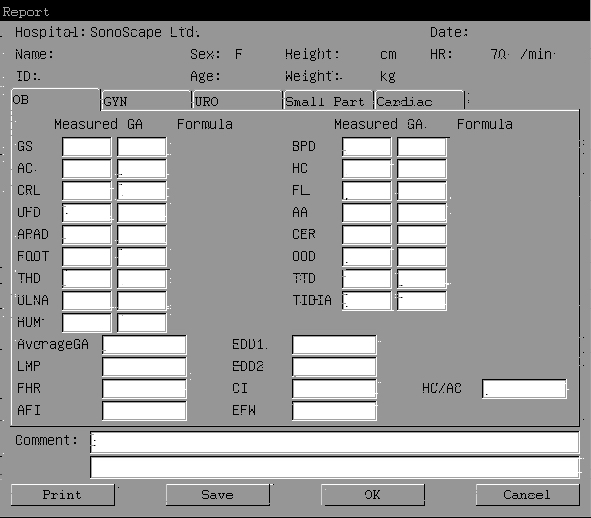 Report
Hospital: SonoScape Ltd. Date:
Name: Sex: F Height: cm HR: 70 /min
ID: Age: Weight: kg
OB GYN URO Small Part Cardiac
Measured GA Formula Measured GA Formula
GS BPD
AC HC
CRL FL
UFD AA
APAD CER
FOOT OOD
THD TTD
ULNA TIBIA
HUM
AverageGA EDD1
LMP EDD2
FHR CI HC/AC
AFI EFW
Comment: :
Print Save OK Cancel